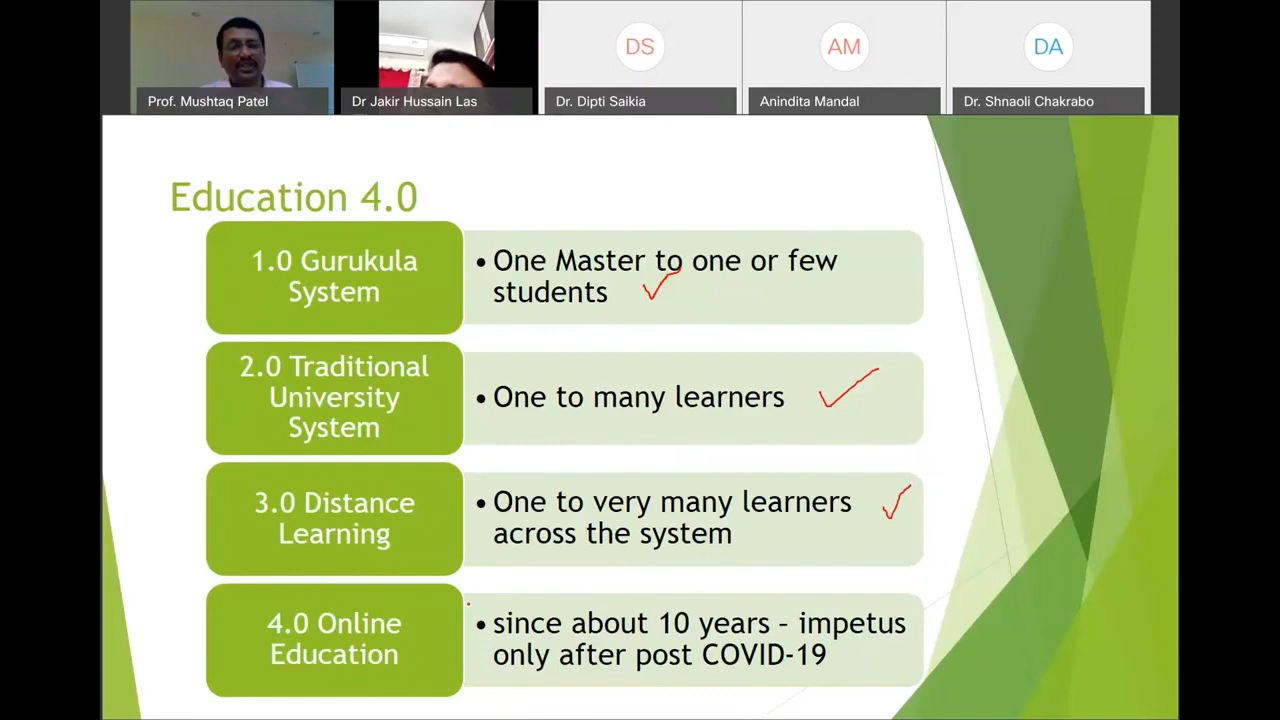 DS
AM
DA
Prof. Mushtaq Patel
Dr Jakir Hussain Las
Dr. Dipti Saikia
Anindita Mandal
Dr. Shnaoli Chakrabo
Education 4.0
1.0 Gurukula
System
• One Master to one or few
students
2.0 Traditional
University
System
• One to many learners
3.0 Distance
Learning
• One to very many learners
across the system
4.0 Online
Education
• since about 10 years – impetus
only after post COVID-19